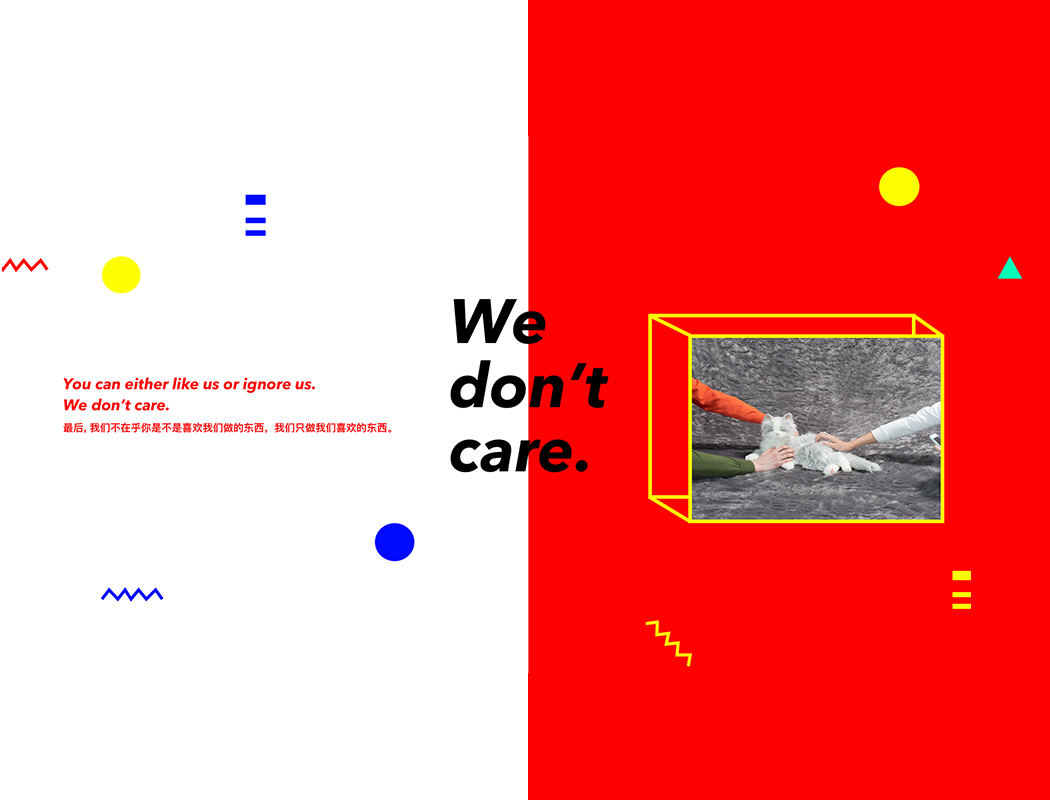 We
don’t
care.
You can either like us or ignore us.
We don’t care.
最后, 我们不在乎你是不是喜欢我们做的东西，我们只做我们喜欢的东西。